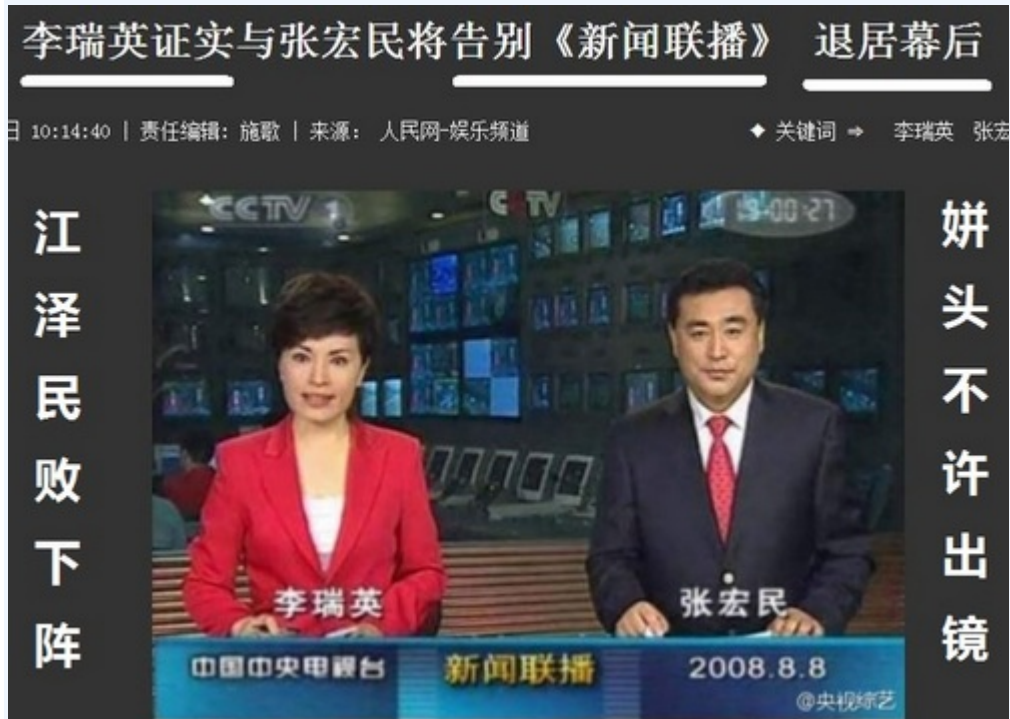 李瑞英证实与张宏民将告别《新闻联播》 退居幕后
日 10:14:40 | 责任编辑: 施歌 | 来源: 人民网-娱乐频道 ◆ 关键词 ⇒ 李瑞英 张宏
江泽民败下阵
姘头不许出镜
CCTV 1
CCTV
19:00:27
李瑞英
张宏民
中国中央电视台 新闻联播 2008.8.8
@央视综艺